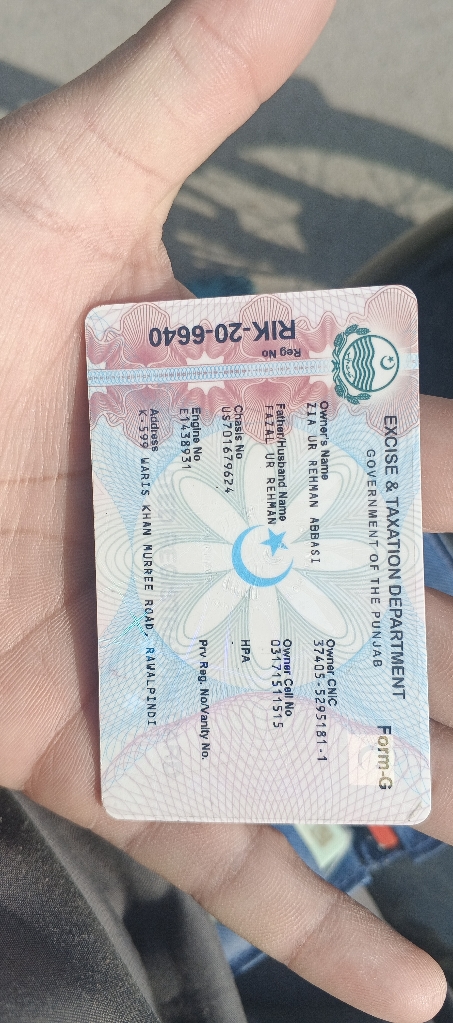 EXCISE & TAXATION DEPARTMENT
GOVERNMENT OF THE PUNJAB
Form-G
Reg No
RIK-20-6640
Owner's Name
ZIA UR REHMAN ABBASI
Owner CNIC
37405-5295181-1
Father/Husband Name
FAZAL UR REHMAN
Owner Cell No
03171511515
Chasis No
US701679624
HPA
Engine No
E1438931
Prv Reg. No/Vanity No.
Address
K-599 WARIS KHAN MURREE ROAD, RAWALPINDI